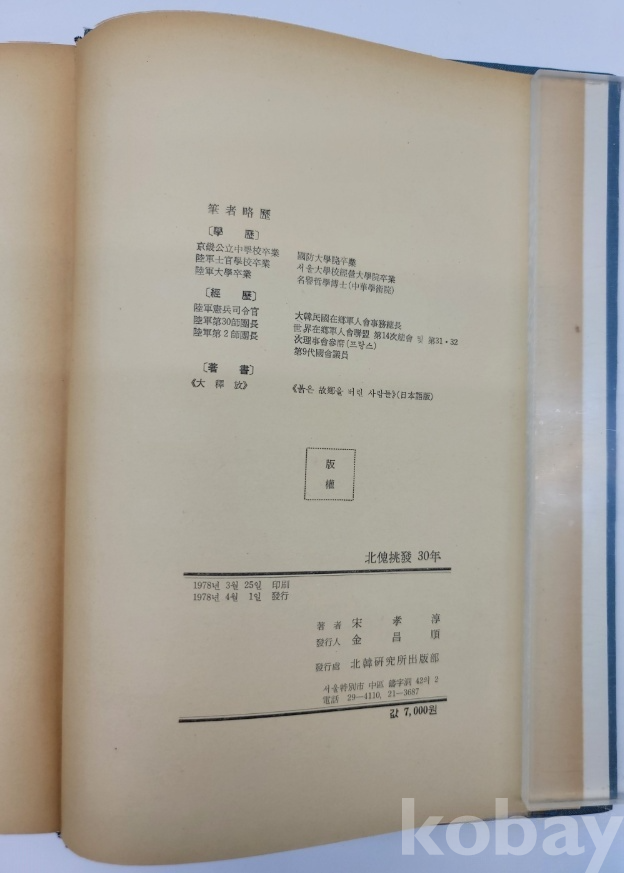 筆者略歷
〔學 歷〕
京畿公立中學校卒業
陸軍士官學校卒業
陸軍大學卒業
國防大學院卒業
서울大學校經營大學院卒業
名譽哲學博士(中華學術院)
〔經 歷〕
陸軍憲兵司令官
陸軍第30師團長
陸軍第 2 師團長
大韓民國在鄕軍人會事務總長
世界在鄕軍人會聯盟 第14次總會 및 第31·32
次理事會參席(프랑스)
第9代國會議員
〔著 書〕
《大 釋 放》
《붉은 故鄕을 버린 사람들》(日本語版)
版
權
北傀挑發 30年
1978년 3월 25일 印刷
1978년 4월 1일 發行
著 者 宋 孝 淳
發行人 金 昌 順
發行處 北韓硏究所出版部
서울特別市 中區 鑄字洞 42의 2
電話 29—4110, 21—3687
값 7,000원
kobay